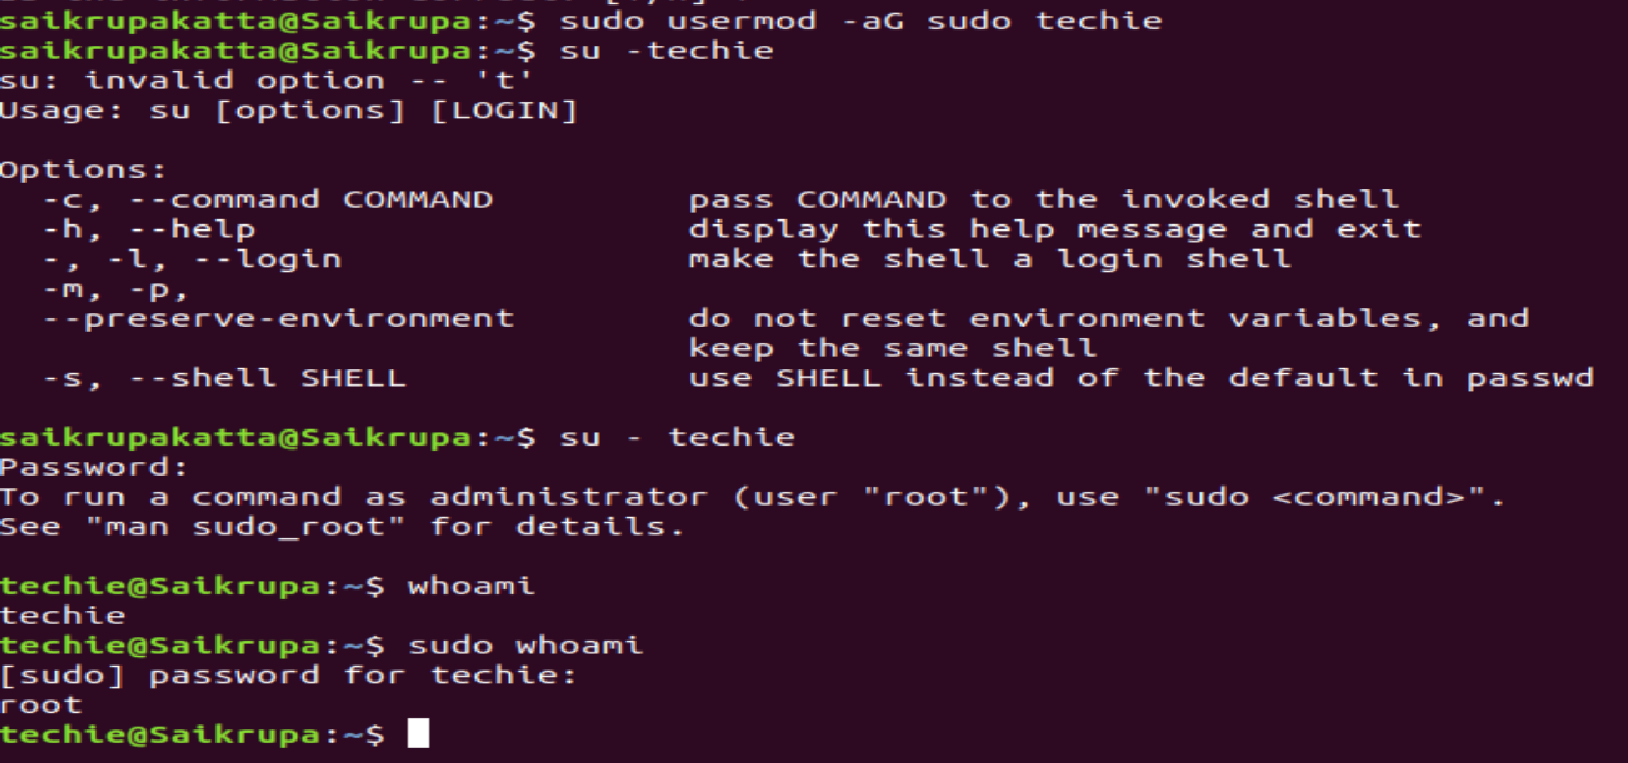 saikrupakatta@Saikrupa:~$ sudo usermod -aG sudo techie
saikrupakatta@Saikrupa:~$ su -techie
su: invalid option -- 't'
Usage: su [options] [LOGIN]

Options:
  -c, --command COMMAND         pass COMMAND to the invoked shell
  -h, --help                    display this help message and exit
  -, -l, --login                make the shell a login shell
  -m, -p,
  --preserve-environment        do not reset environment variables, and
                                keep the same shell
  -s, --shell SHELL             use SHELL instead of the default in passwd

saikrupakatta@Saikrupa:~$ su - techie
Password:
To run a command as administrator (user "root"), use "sudo <command>".
See "man sudo_root" for details.

techie@Saikrupa:~$ whoami
techie
techie@Saikrupa:~$ sudo whoami
[sudo] password for techie:
root
techie@Saikrupa:~$